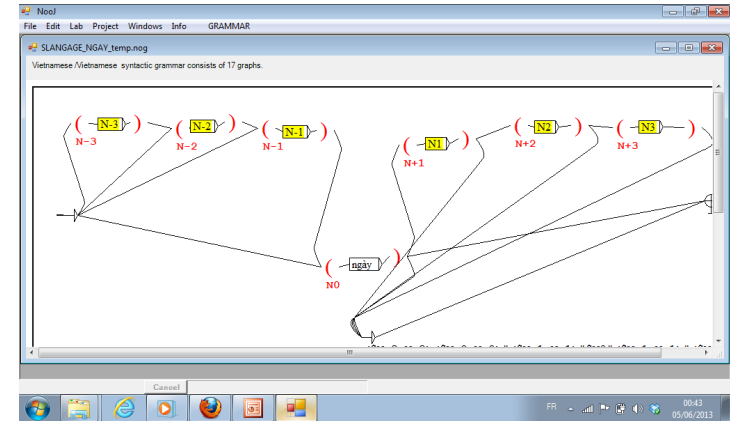 NooJ
File Edit Lab Project Windows Info GRAMMAR
SLANGAGE_NGAY_temp.nog
Vietnamese /Vietnamese syntactic grammar consists of 17 graphs.
( N-3 ) ( N-2 ) ( N-1 ) ( N1 ) ( N2 ) ( N3 )
N-3 N-2 N-1 N+1 N+2 N+3
( ngày )
N0
Cancel
FR 00:43
05/06/2013